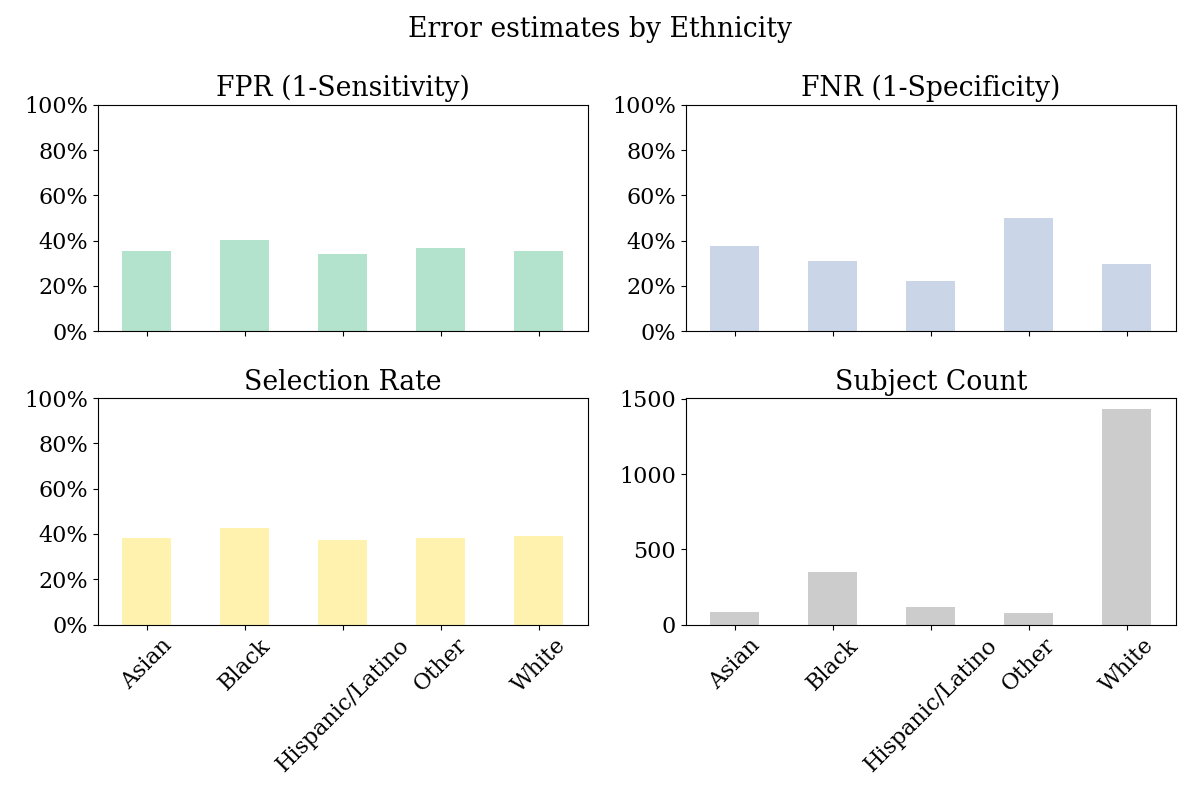 Error estimates by Ethnicity
FPR (1-Sensitivity)
100%
80%
60%
40%
20%
0%
FNR (1-Specificity)
100%
80%
60%
40%
20%
0%
Selection Rate
100%
80%
60%
40%
20%
0%
Asian
Black
Hispanic/Latino
Other
White
Subject Count
1500
1000
500
0
Asian
Black
Hispanic/Latino
Other
White